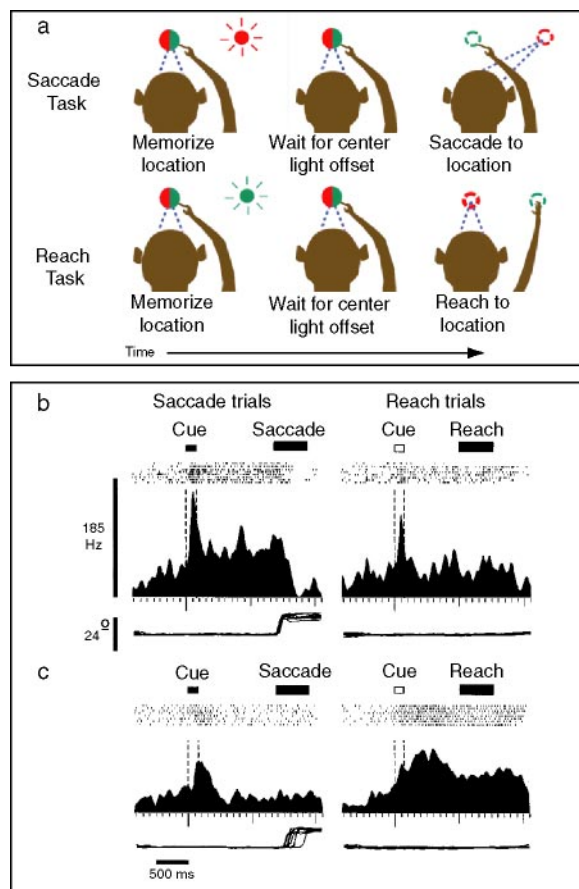 a
Saccade
Task
Memorize
location
Wait for center
light offset
Saccade to
location
Reach
Task
Memorize
location
Wait for center
light offset
Reach to
location
Time
b
Saccade trials
Reach trials
Cue
Saccade
Cue
Reach
185
Hz
24º
c
Cue
Saccade
Cue
Reach
500 ms